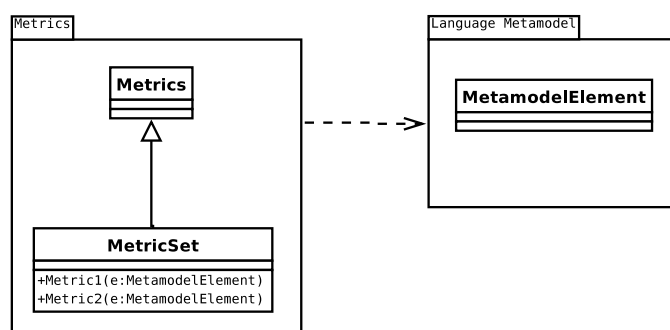 Metrics
Language Metamodel
Metrics
MetamodelElement
MetricSet
+Metric1(e:MetamodelElement)
+Metric2(e:MetamodelElement)